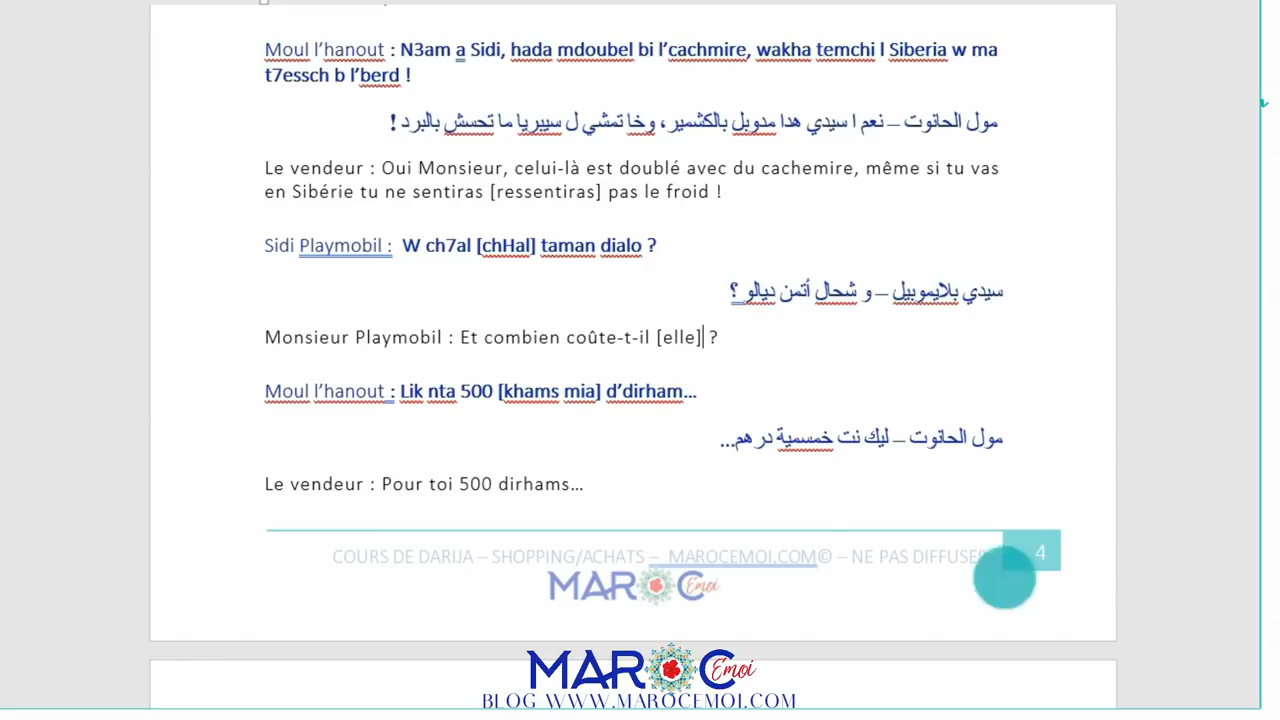 Moul l'hanout : N3am a Sidi, hada mdoubel bi l'cachmire, wakha temchi l Siberia w ma
t7essch b l'berd !
مول الحانوت – نعم ا سيدي هدا مدوبل بالكشمير، وخا تمشي ل سيبريا ما تحسش بالبرد !
Le vendeur : Oui Monsieur, celui-là est doublé avec du cachemire, même si tu vas
en Sibérie tu ne sentiras [ressentiras] pas le froid !
Sidi Playmobil : W ch7al [chHal] taman dialo ?
سيدي بلايموبيل – و شحال أتمن ديالو ؟
Monsieur Playmobil : Et combien coûte-t-il [elle] ?
Moul l'hanout : Lik nta 500 [khams mia] d'dirham...
مول الحانوت – ليك نت خمسمية درهم...
Le vendeur : Pour toi 500 dirhams...
COURS DE DARIJA – SHOPPING/ACHATS – MAROCEMOI.COM© – NE PAS DIFFUSER 4
MAROC Emoi
MAROC Emoi
BLOG WWW.MAROCEMOI.COM